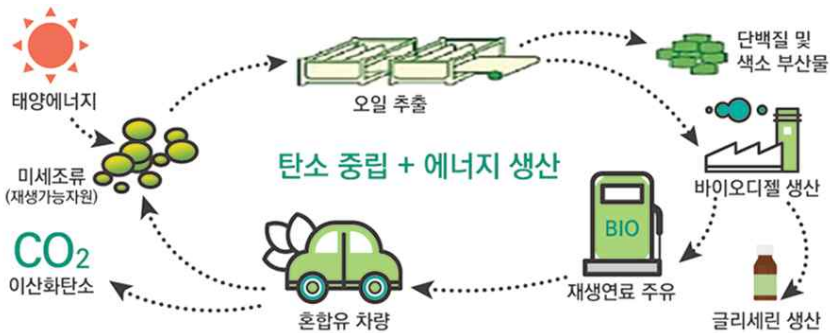 태양에너지
오일 추출
단백질 및
색소 부산물
미세조류
(재생가능자원)
탄소 중립 + 에너지 생산
바이오디젤 생산
BIO
CO₂
이산화탄소
혼합유 차량
재생연료 주유
글리세린 생산